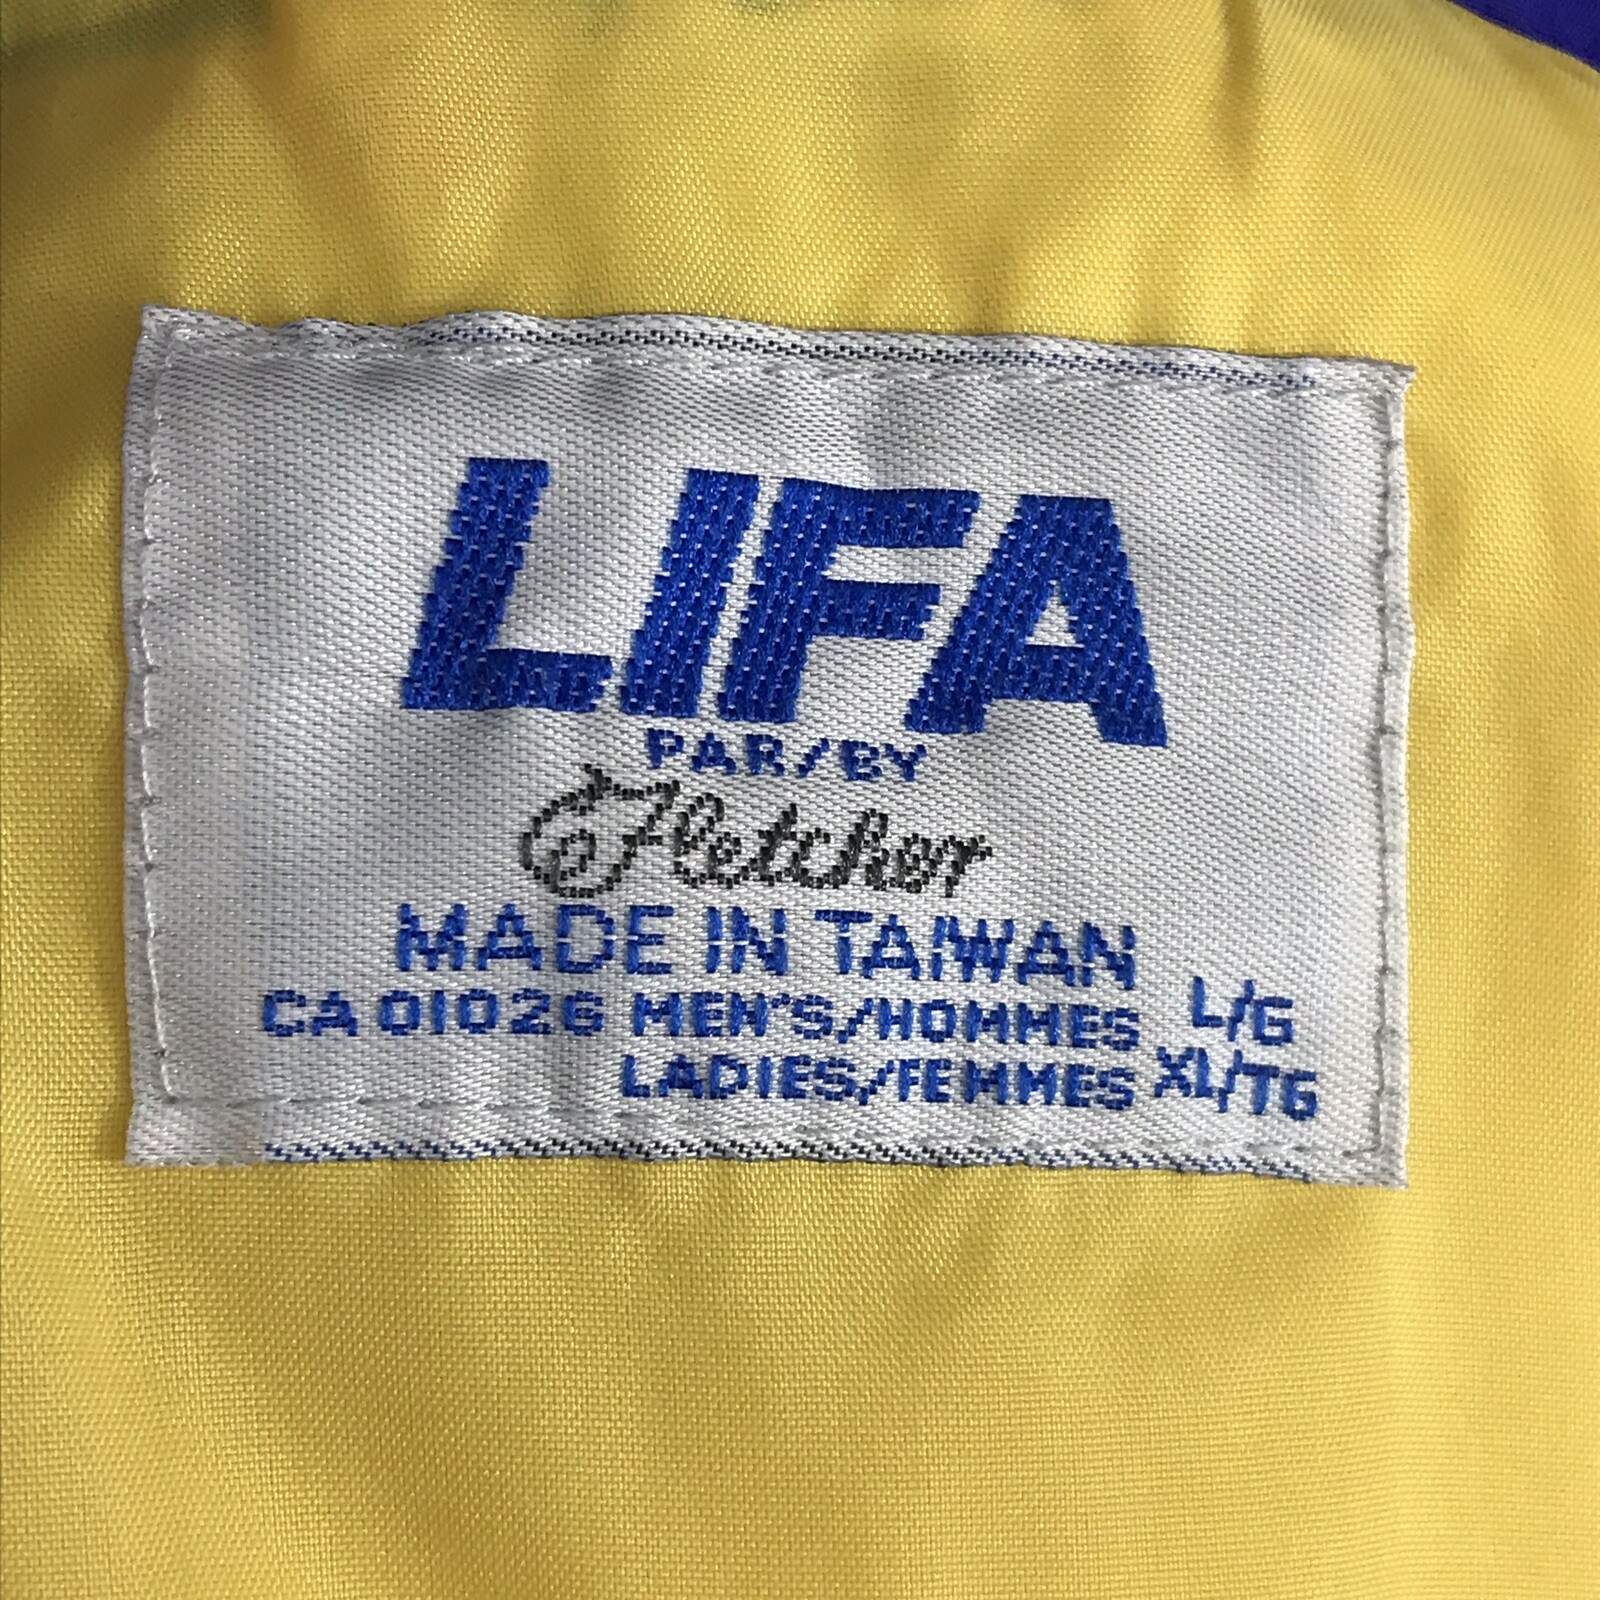 LIFA
PAR/BY
Fletcher
MADE IN TAIWAN
CA 01026 MEN'S/HOMMES L/G
LADIES/FEMMES XL/TG